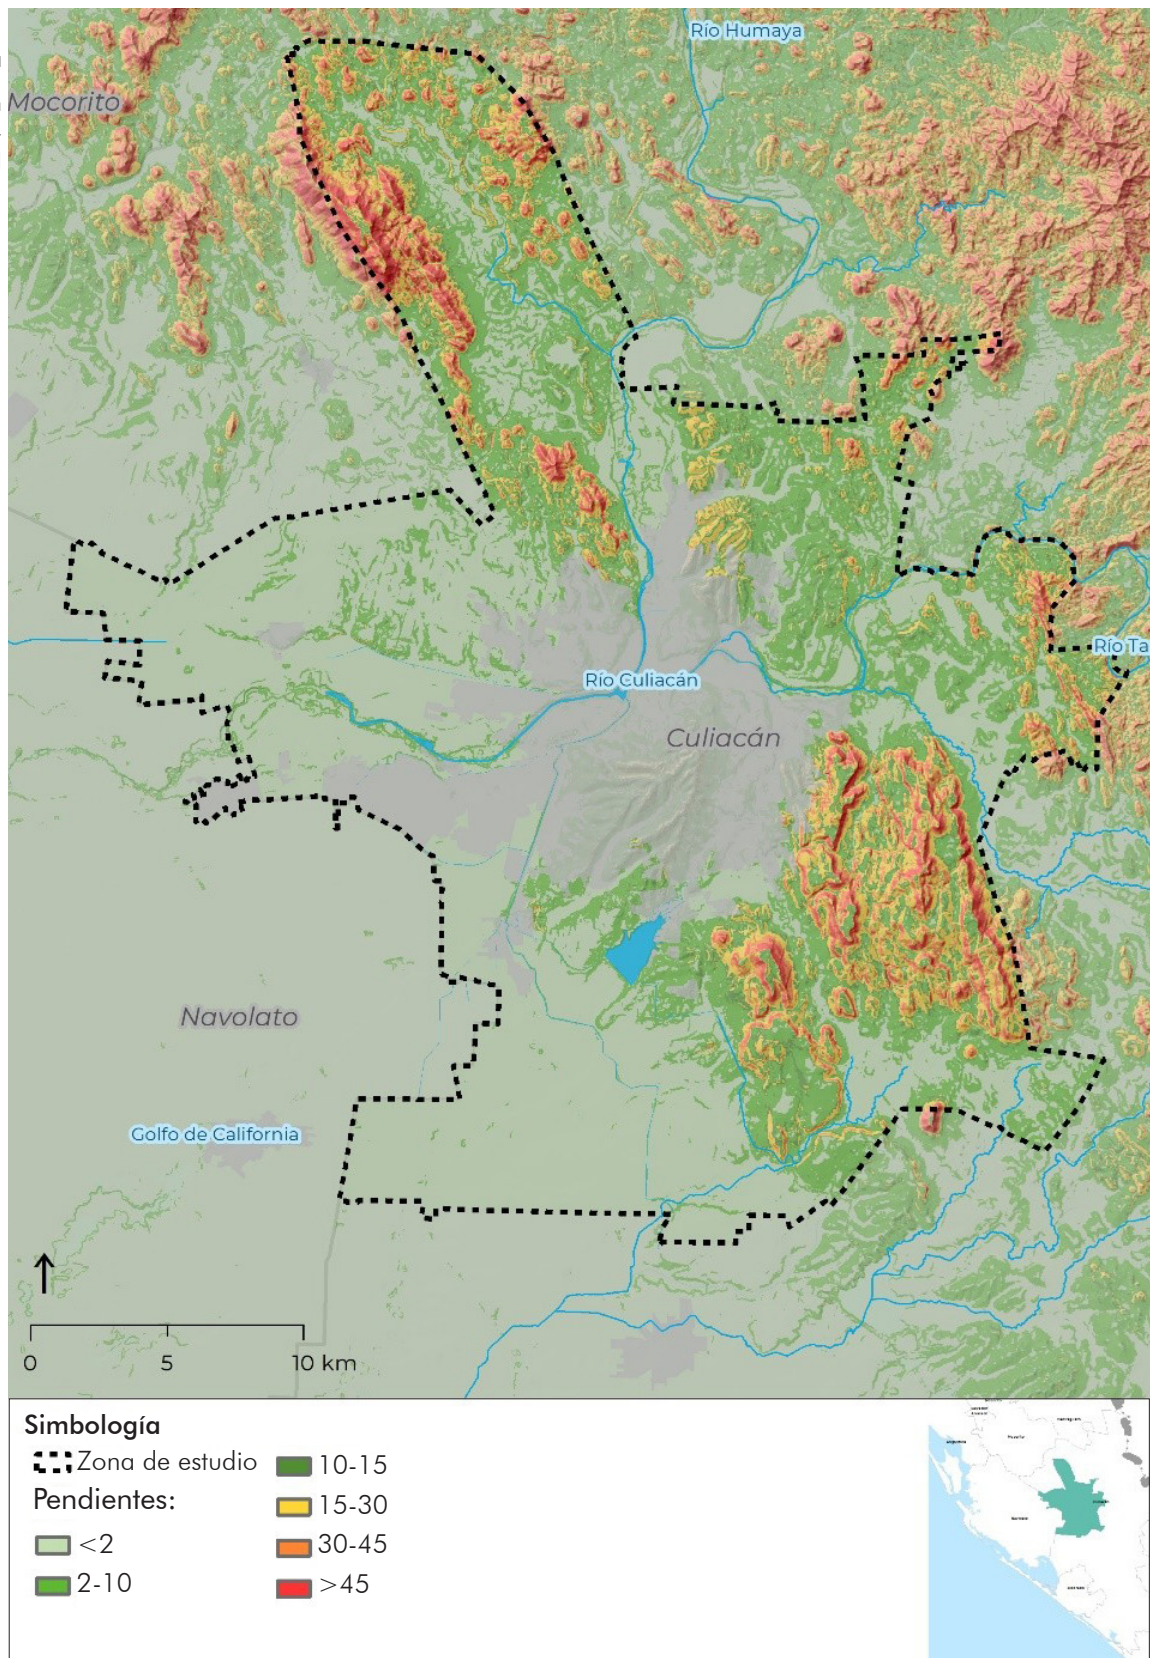 Río Humaya
Mocorito
Río Ta
Río Culiacán
Culiacán
Navolato
Golfo de California
0 5 10 km
Simbología
Zona de estudio
Pendientes:
<2
2-10
10-15
15-30
30-45
>45